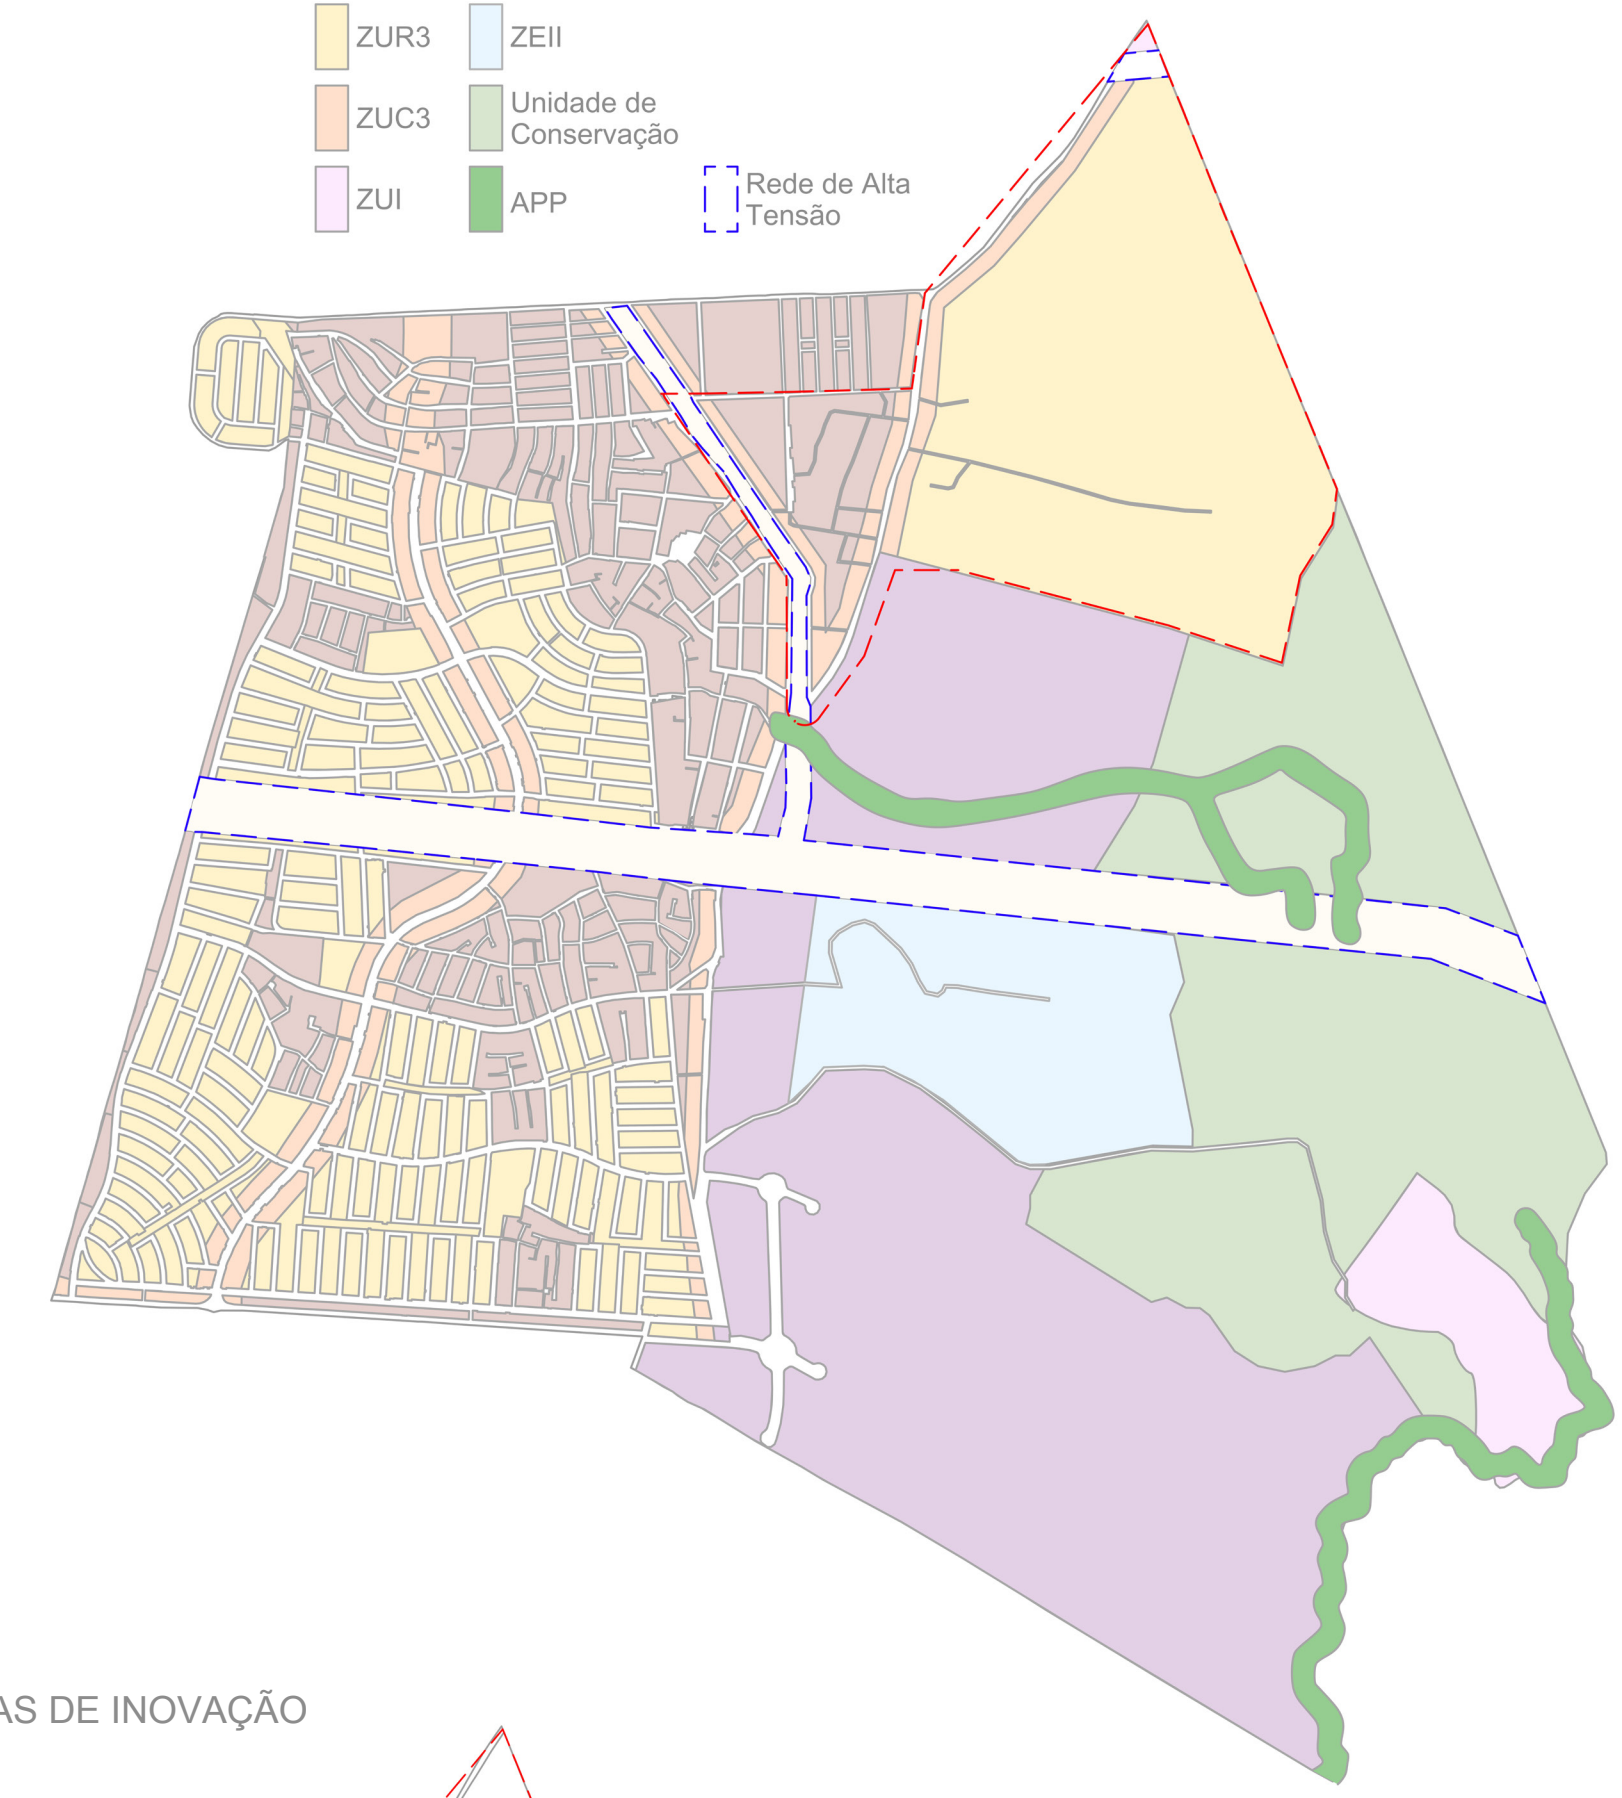 ZUR3
ZEII
ZUC3
Unidade de
Conservação
ZUI
APP
Rede de Alta
Tensão
AS DE INOVAÇÃO